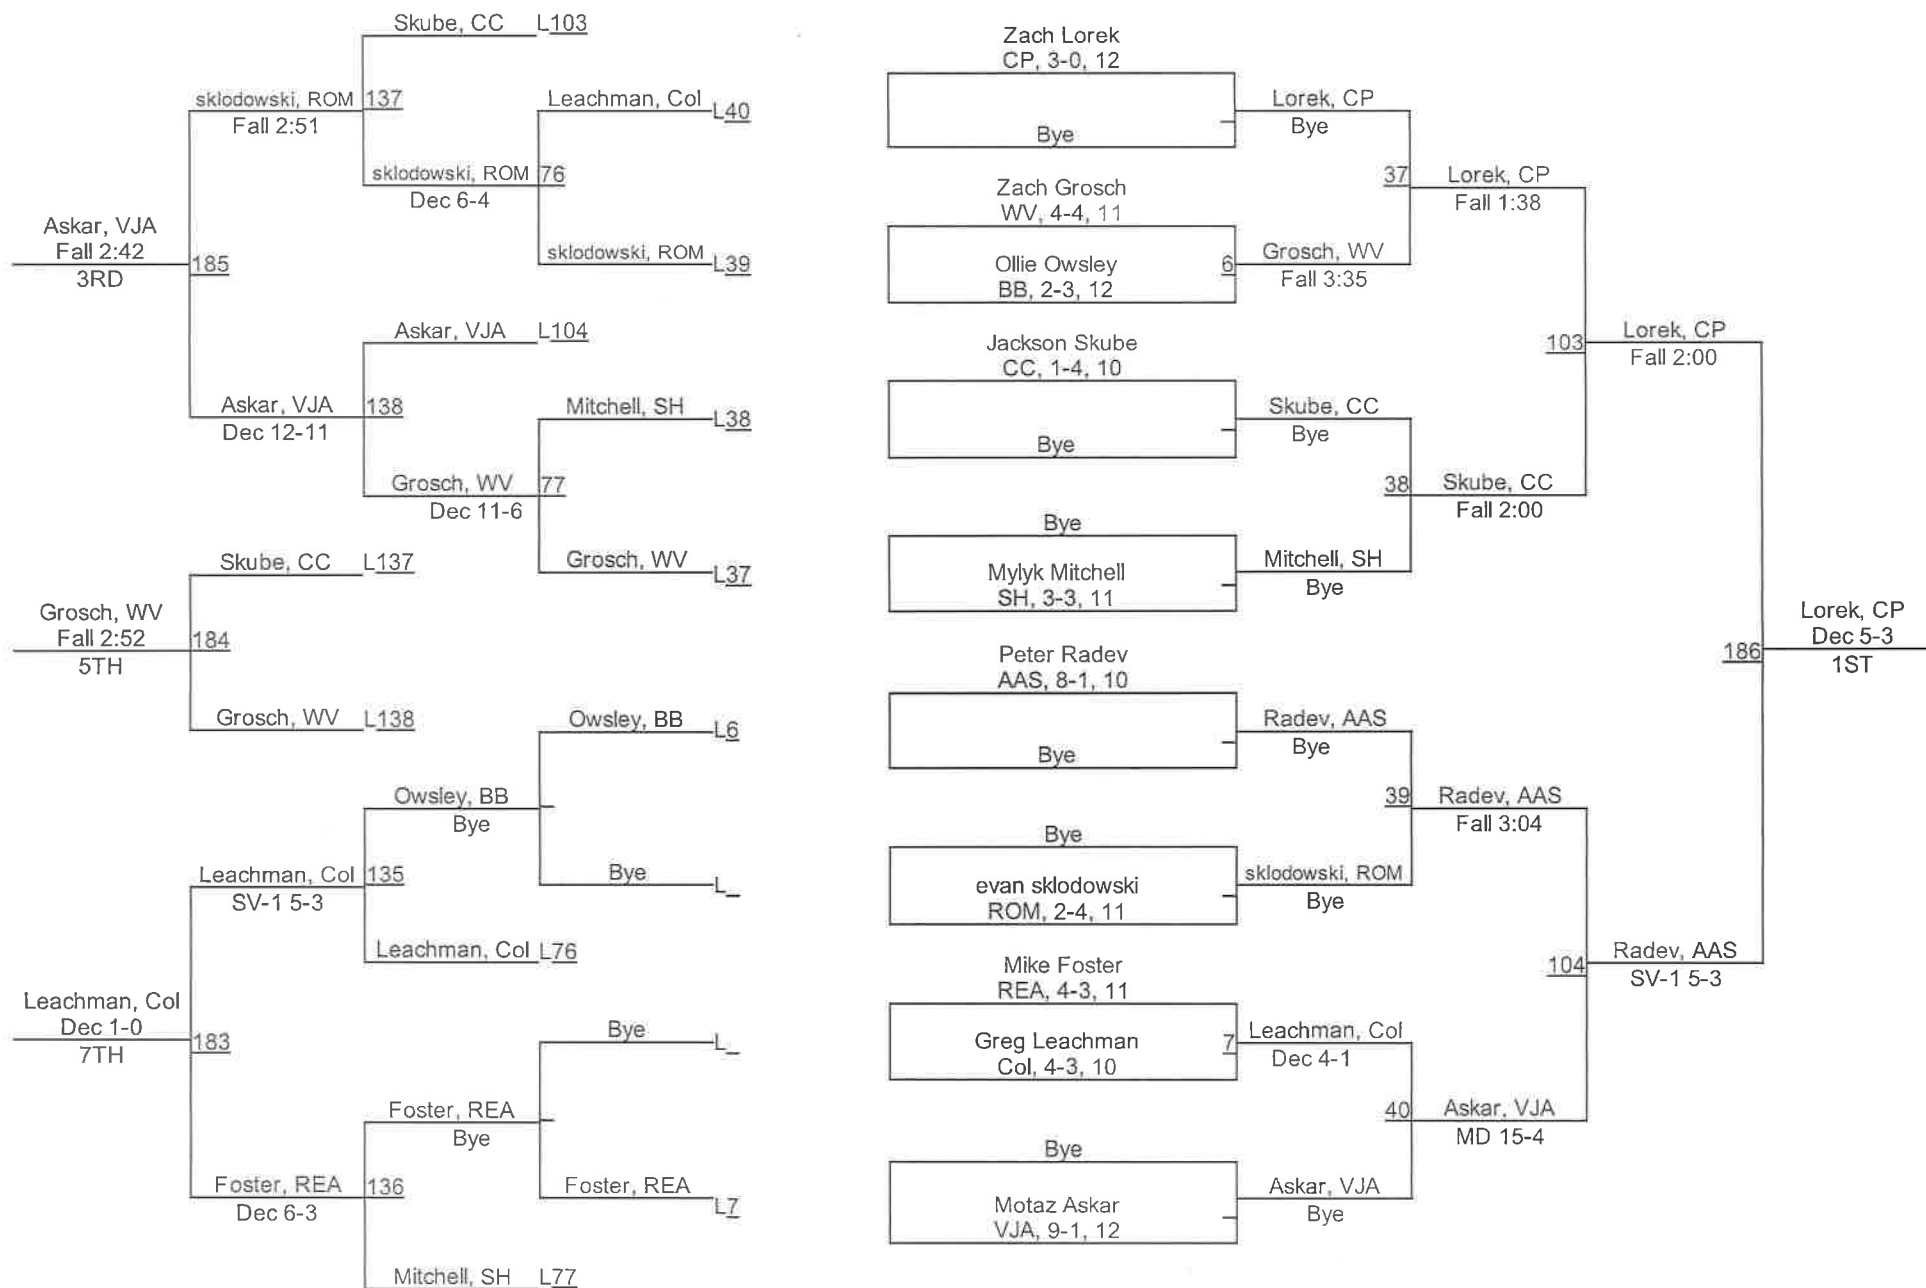 Skube, CC L103
sklodowski, ROM 137
Fall 2:51
Leachman, Col L40
sklodowski, ROM 76
Dec 6-4
sklodowski, ROM L39
Askar, VJA
Fall 2:42
3RD
185
Askar, VJA L104
Askar, VJA 138
Dec 12-11
Mitchell, SH L38
Grosch, WV 77
Dec 11-6
Grosch, WV L37
Skube, CC L137
Grosch, WV
Fall 2:52
5TH
184
Grosch, WV L138
Owsley, BB L6
Owsley, BB
Bye
Bye L
Leachman, Col 135
SV-1 5-3
Leachman, Col L76
Leachman, Col
Dec 1-0
7TH
183
Bye L
Foster, REA
Bye
Foster, REA L7
Foster, REA 136
Dec 6-3
Mitchell, SH L77
Zach Lorek
CP, 3-0, 12
Bye
Lorek, CP
Bye
37
Lorek, CP
Fall 1:38
Zach Grosch
WV, 4-4, 11
Ollie Owsley
BB, 2-3, 12
6
Grosch, WV
Fall 3:35
103
Lorek, CP
Fall 2:00
Jackson Skube
CC, 1-4, 10
Bye
Skube, CC
Bye
38
Skube, CC
Fall 2:00
Bye
Mylyk Mitchell
SH, 3-3, 11
Mitchell, SH
Bye
186
Lorek, CP
Dec 5-3
1ST
Peter Radev
AAS, 8-1, 10
Bye
Radev, AAS
Bye
39
Radev, AAS
Fall 3:04
Bye
evan sklodowski
ROM, 2-4, 11
sklodowski, ROM
Bye
104
Radev, AAS
SV-1 5-3
Mike Foster
REA, 4-3, 11
Greg Leachman
Col, 4-3, 10
7
Leachman, Col
Dec 4-1
40
Askar, VJA
MD 15-4
Bye
Motaz Askar
VJA, 9-1, 12
Askar, VJA
Bye